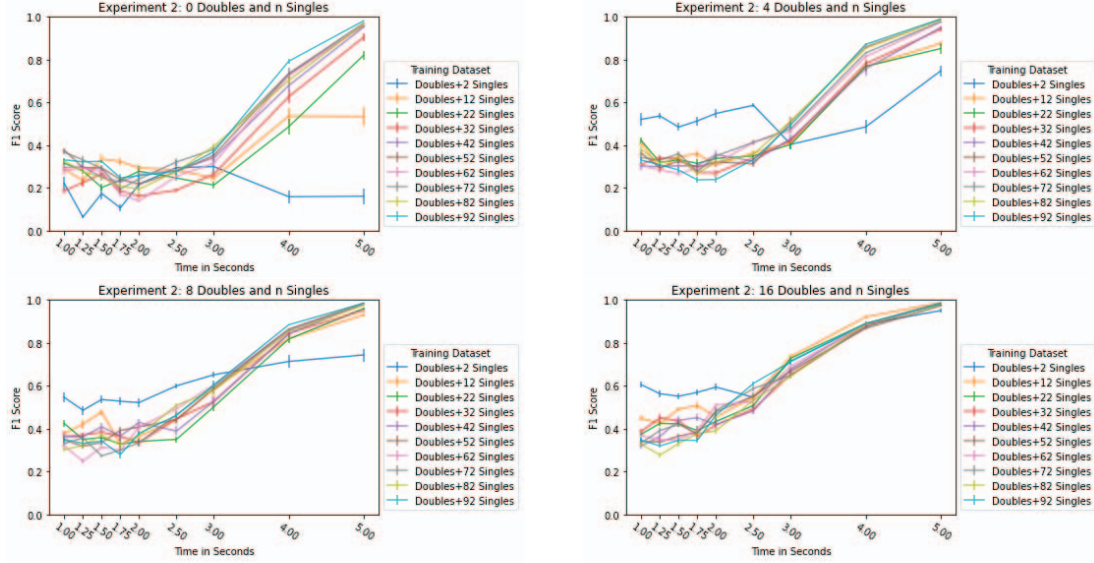 Experiment 2: 0 Doubles and n Singles
F1 Score
1.0
0.8
0.6
0.4
0.2
0.0
1.00
1.25
1.50
1.75
2.00
2.50
3.00
4.00
5.00
Time in Seconds
Training Dataset
Doubles+2 Singles
Doubles+12 Singles
Doubles+22 Singles
Doubles+32 Singles
Doubles+42 Singles
Doubles+52 Singles
Doubles+62 Singles
Doubles+72 Singles
Doubles+82 Singles
Doubles+92 Singles
Experiment 2: 4 Doubles and n Singles
F1 Score
1.0
0.8
0.6
0.4
0.2
0.0
1.00
1.25
1.50
1.75
2.00
2.50
3.00
4.00
5.00
Time in Seconds
Training Dataset
Doubles+2 Singles
Doubles+12 Singles
Doubles+22 Singles
Doubles+32 Singles
Doubles+42 Singles
Doubles+52 Singles
Doubles+62 Singles
Doubles+72 Singles
Doubles+82 Singles
Doubles+92 Singles
Experiment 2: 8 Doubles and n Singles
F1 Score
1.0
0.8
0.6
0.4
0.2
0.0
1.00
1.25
1.50
1.75
2.00
2.50
3.00
4.00
5.00
Time in Seconds
Training Dataset
Doubles+2 Singles
Doubles+12 Singles
Doubles+22 Singles
Doubles+32 Singles
Doubles+42 Singles
Doubles+52 Singles
Doubles+62 Singles
Doubles+72 Singles
Doubles+82 Singles
Doubles+92 Singles
Experiment 2: 16 Doubles and n Singles
F1 Score
1.0
0.8
0.6
0.4
0.2
0.0
1.00
1.25
1.50
1.75
2.00
2.50
3.00
4.00
5.00
Time in Seconds
Training Dataset
Doubles+2 Singles
Doubles+12 Singles
Doubles+22 Singles
Doubles+32 Singles
Doubles+42 Singles
Doubles+52 Singles
Doubles+62 Singles
Doubles+72 Singles
Doubles+82 Singles
Doubles+92 Singles